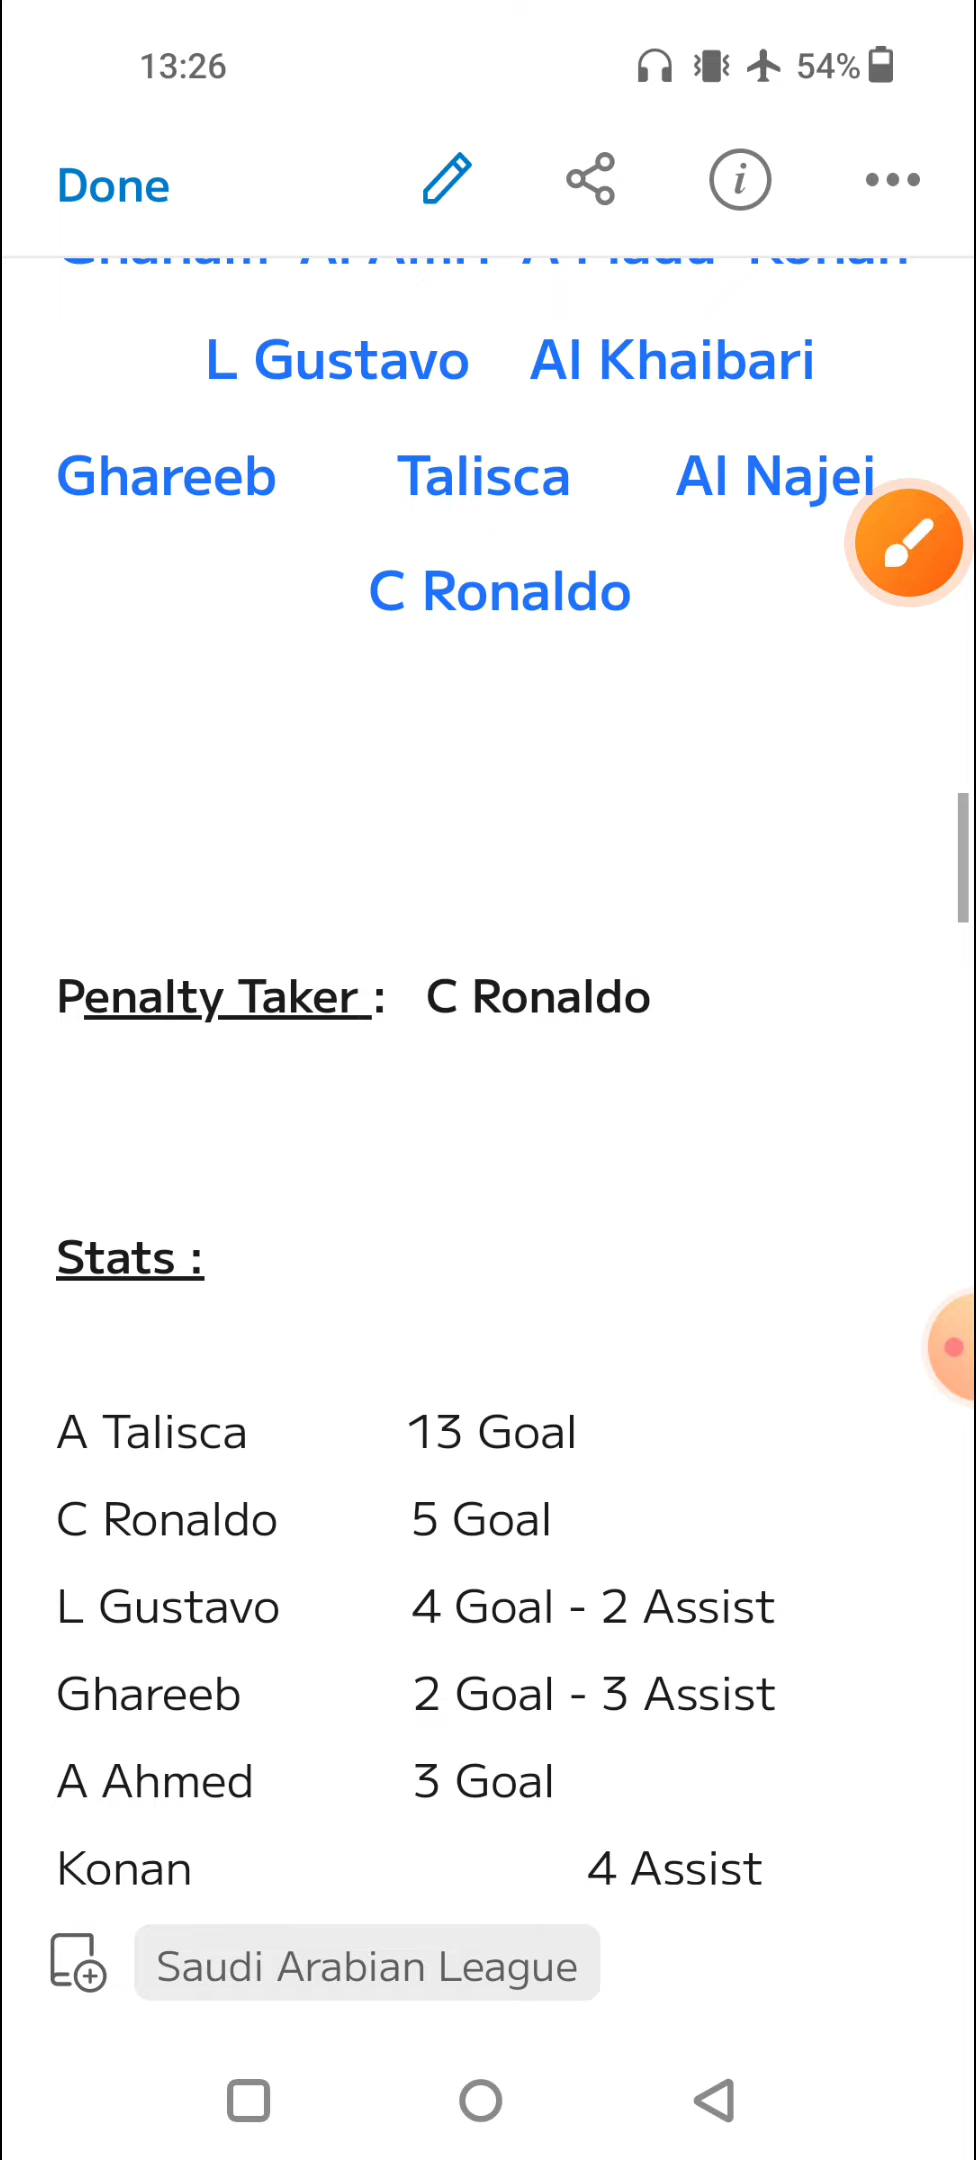 13:26 54%
Done
L Gustavo Al Khaibari
Ghareeb Talisca Al Najei
C Ronaldo
Penalty Taker : C Ronaldo
Stats :
A Talisca 13 Goal
C Ronaldo 5 Goal
L Gustavo 4 Goal - 2 Assist
Ghareeb 2 Goal - 3 Assist
A Ahmed 3 Goal
Konan 4 Assist
Saudi Arabian League